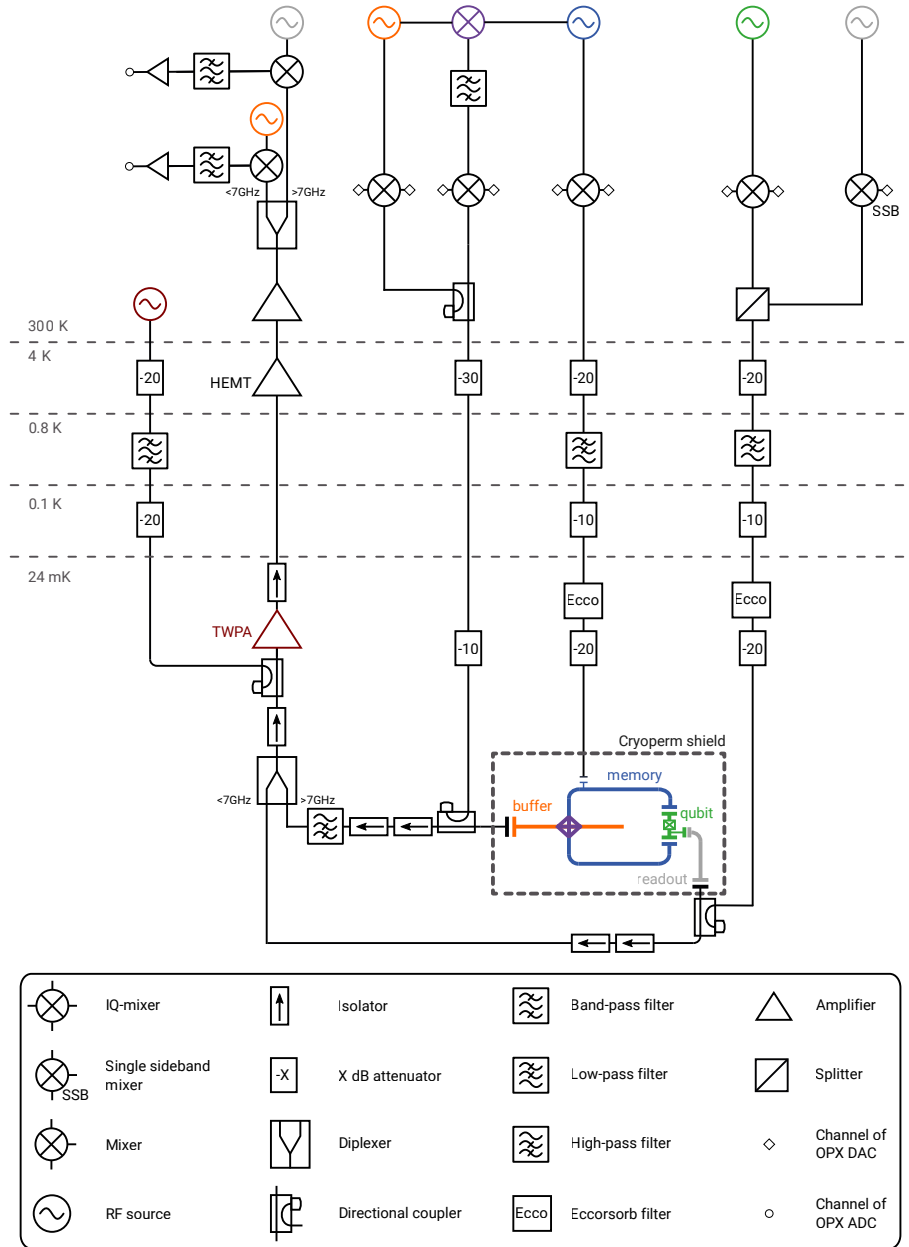 <7GHz
>7GHz
SSB
300 K
4 K
-20
HEMT
-30
-20
-20
0.8 K
0.1 K
-20
-10
-10
24 mK
Ecco
Ecco
TWPA
-10
-20
-20
Cryoperm shield
memory
<7GHz
>7GHz
buffer
qubit
readout
IQ-mixer
Isolator
Band-pass filter
Amplifier
Single sideband
mixer
SSB
-X
X dB attenuator
Low-pass filter
Splitter
Mixer
Diplexer
High-pass filter
Channel of
OPX DAC
RF source
Directional coupler
Ecco
Eccorsorb filter
Channel of
OPX ADC